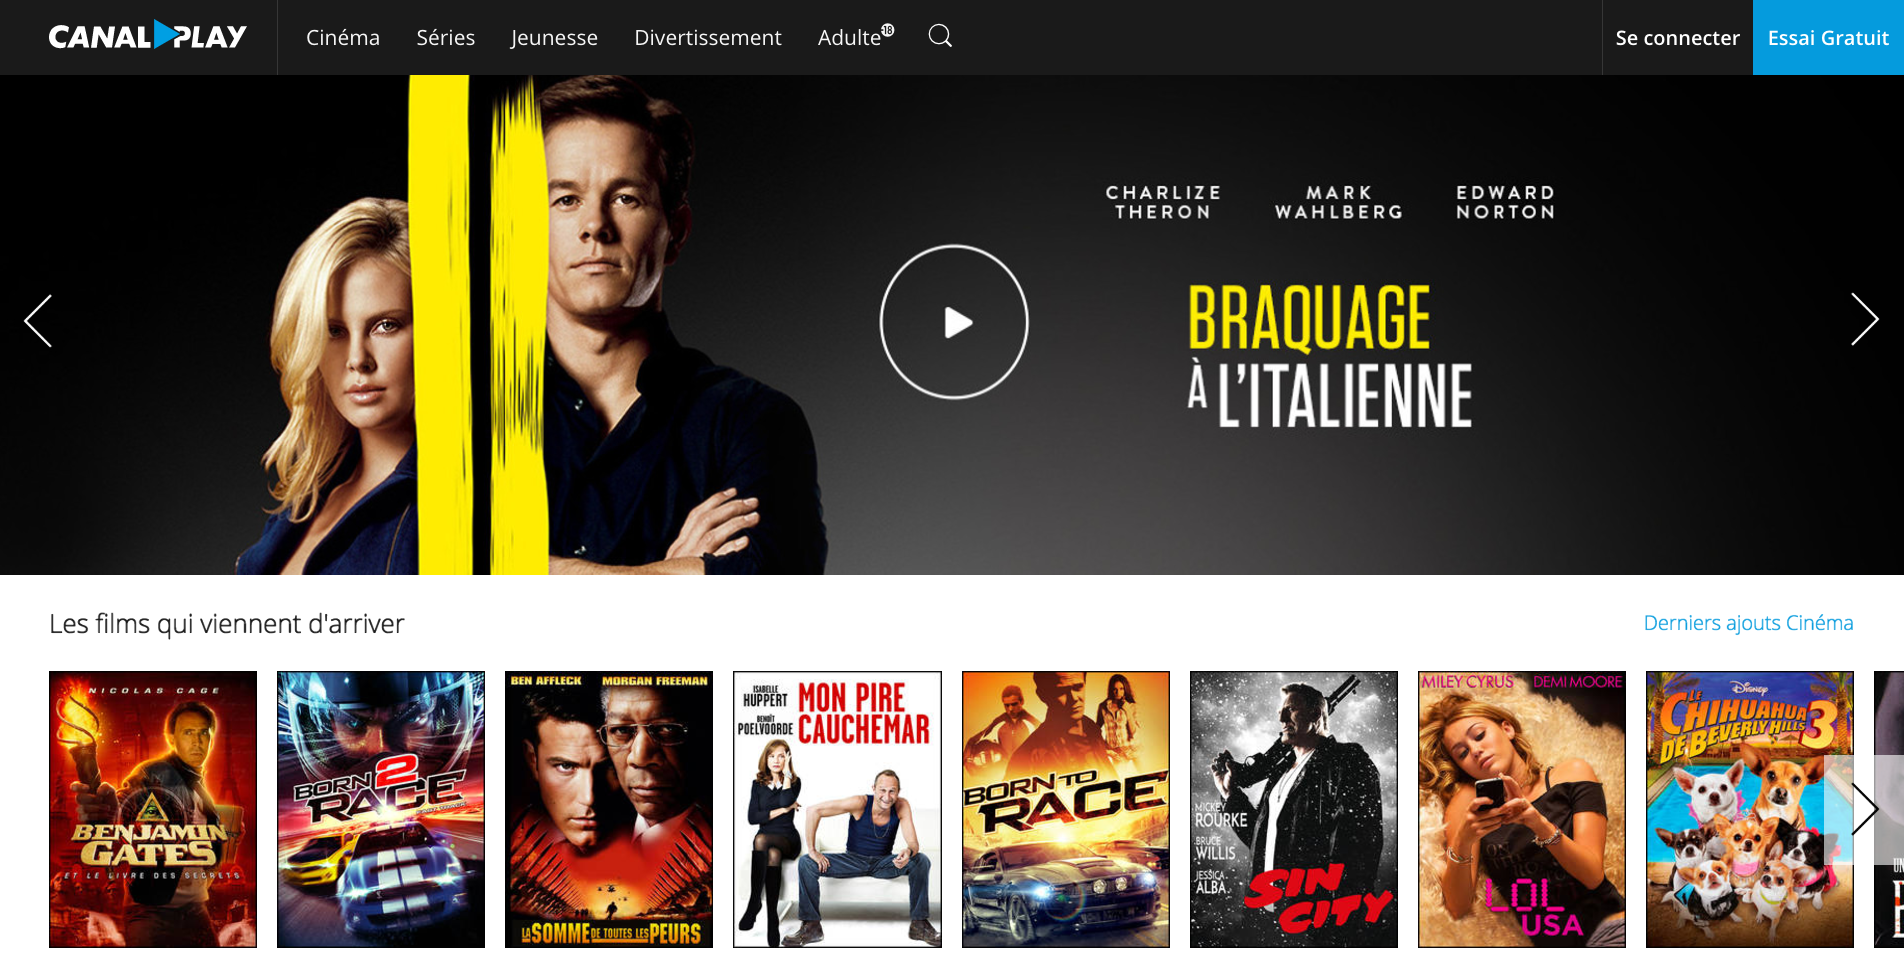 CANALPLAY
Cinéma
Séries
Jeunesse
Divertissement
Adulte
-18
Se connecter
Essai Gratuit
CHARLIZE
THERON
MARK
WAHLBERG
EDWARD
NORTON
BRAQUAGE
À L'ITALIENNE
Les films qui viennent d'arriver
Derniers ajouts Cinéma
NICOLAS CAGE
BENJAMIN
GATES
ET LE LIVRE DES SECRETS
BORN 2
RACE
FAST TRACK
BEN AFFLECK MORGAN FREEMAN
LA SOMME DE TOUTES LES PEURS
ISABELLE
HUPPERT
BENOÎT
POELVOORDE
MON PIRE
CAUCHEMAR
BORN TO
RACE
MICKEY
ROURKE
BRUCE
WILLIS
JESSICA
ALBA
SIN
CITY
MILEY CYRUS DEMI MOORE
LOL
USA
Disney
LE
CHIHUAHUA
DE BEVERLY HILLS 3